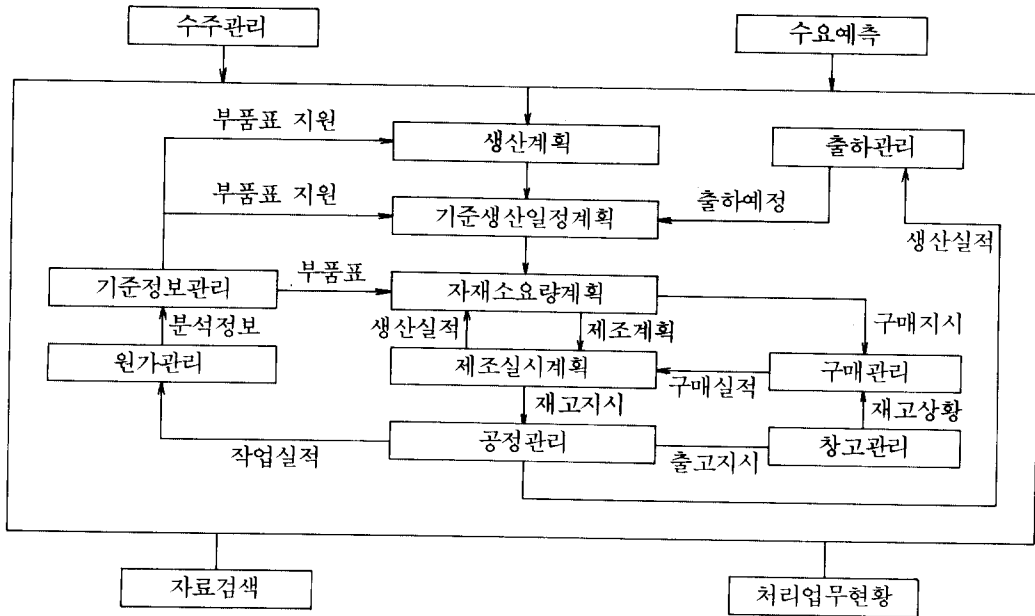 수주관리
수요예측
부품표 지원
생산계획
출하관리
부품표 지원
기준생산일정계획
출하예정
생산실적
기준정보관리
부품표
자재소요량계획
구매지시
분석정보
생산실적
제조계획
원가관리
제조실시계획
구매실적
구매관리
재고지시
재고상황
작업실적
공정관리
출고지시
창고관리
자료검색
처리업무현황